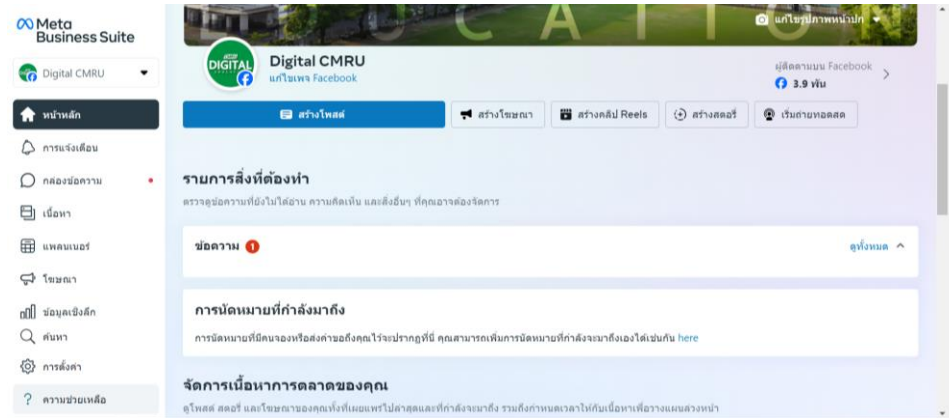 UCATIO
Meta
Business Suite
แก้ไขรูปภาพหน้าปก
DIGITAL
Digital CMRU
แก้ไขเพจ Facebook
ผู้ติดตามบน Facebook
3.9 พัน
Digital CMRU
หน้าหลัก
การแจ้งเตือน
กล่องข้อความ
เนื้อหา
แพลนเนอร์
โฆษณา
ข้อมูลเชิงลึก
ค้นหา
การตั้งค่า
ความช่วยเหลือ
สร้างโพสต์
สร้างโฆษณา
สร้างคลิป Reels
สร้างสตอรี่
เริ่มถ่ายทอดสด
รายการสิ่งที่ต้องทำ
ตรวจดูข้อความที่ยังไม่ได้อ่าน ความคิดเห็น และสิ่งอื่นๆ ที่คุณอาจต้องจัดการ
ข้อความ 1
ดูทั้งหมด
การนัดหมายที่กำลังมาถึง
การนัดหมายที่มีคนจองหรือส่งคำขอถึงคุณไว้จะปรากฏที่นี่ คุณสามารถเพิ่มการนัดหมายที่กำลังจะมาถึงเองได้เช่นกัน here
จัดการเนื้อหาการตลาดของคุณ
ดูโพสต์ สตอรี่ และโฆษณาของคุณทั้งที่เผยแพร่ไปล่าสุดและที่กำลังจะมาถึง รวมถึงกำหนดเวลาให้กับเนื้อหาเพื่อวางแผนล่วงหน้า